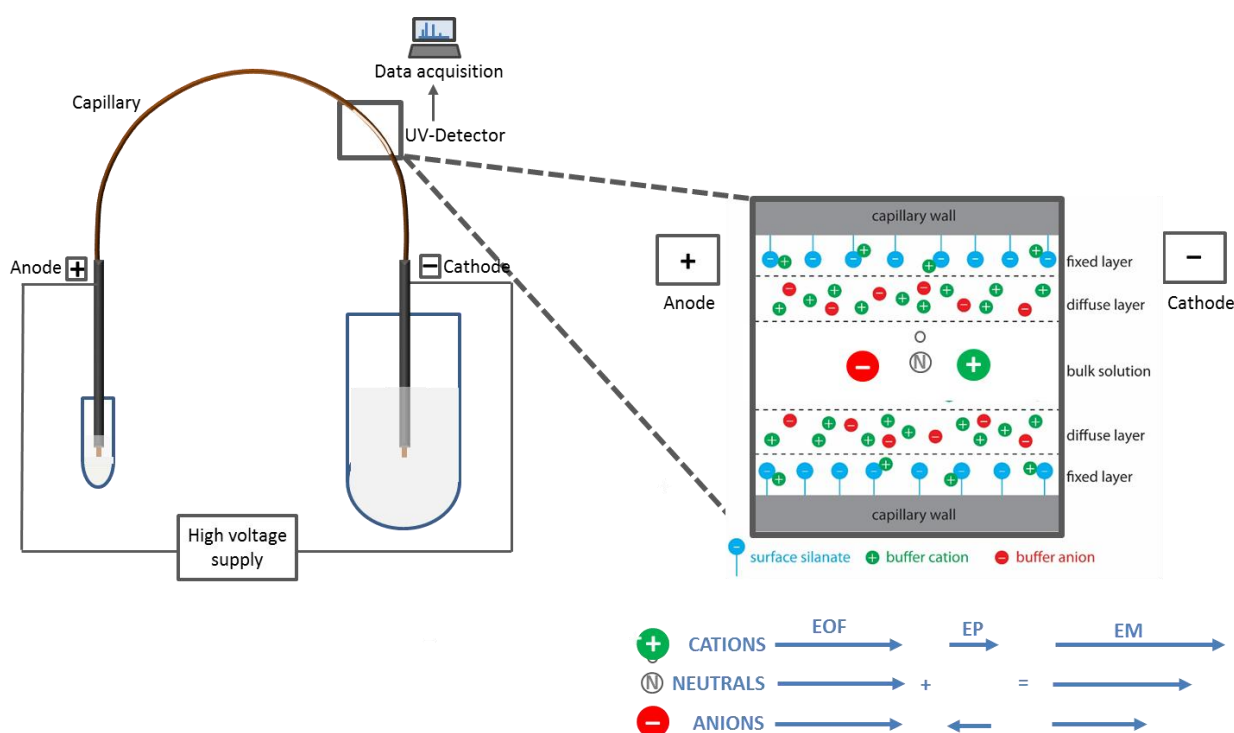 Data acquisition
Capillary
UV-Detector
Anode +
− Cathode
High voltage
supply
+
Anode
−
Cathode
capillary wall
fixed layer
diffuse layer
N
bulk solution
diffuse layer
fixed layer
capillary wall
surface silanate + buffer cation − buffer anion
EOF EP EM
+ CATIONS
N NEUTRALS + =
− ANIONS